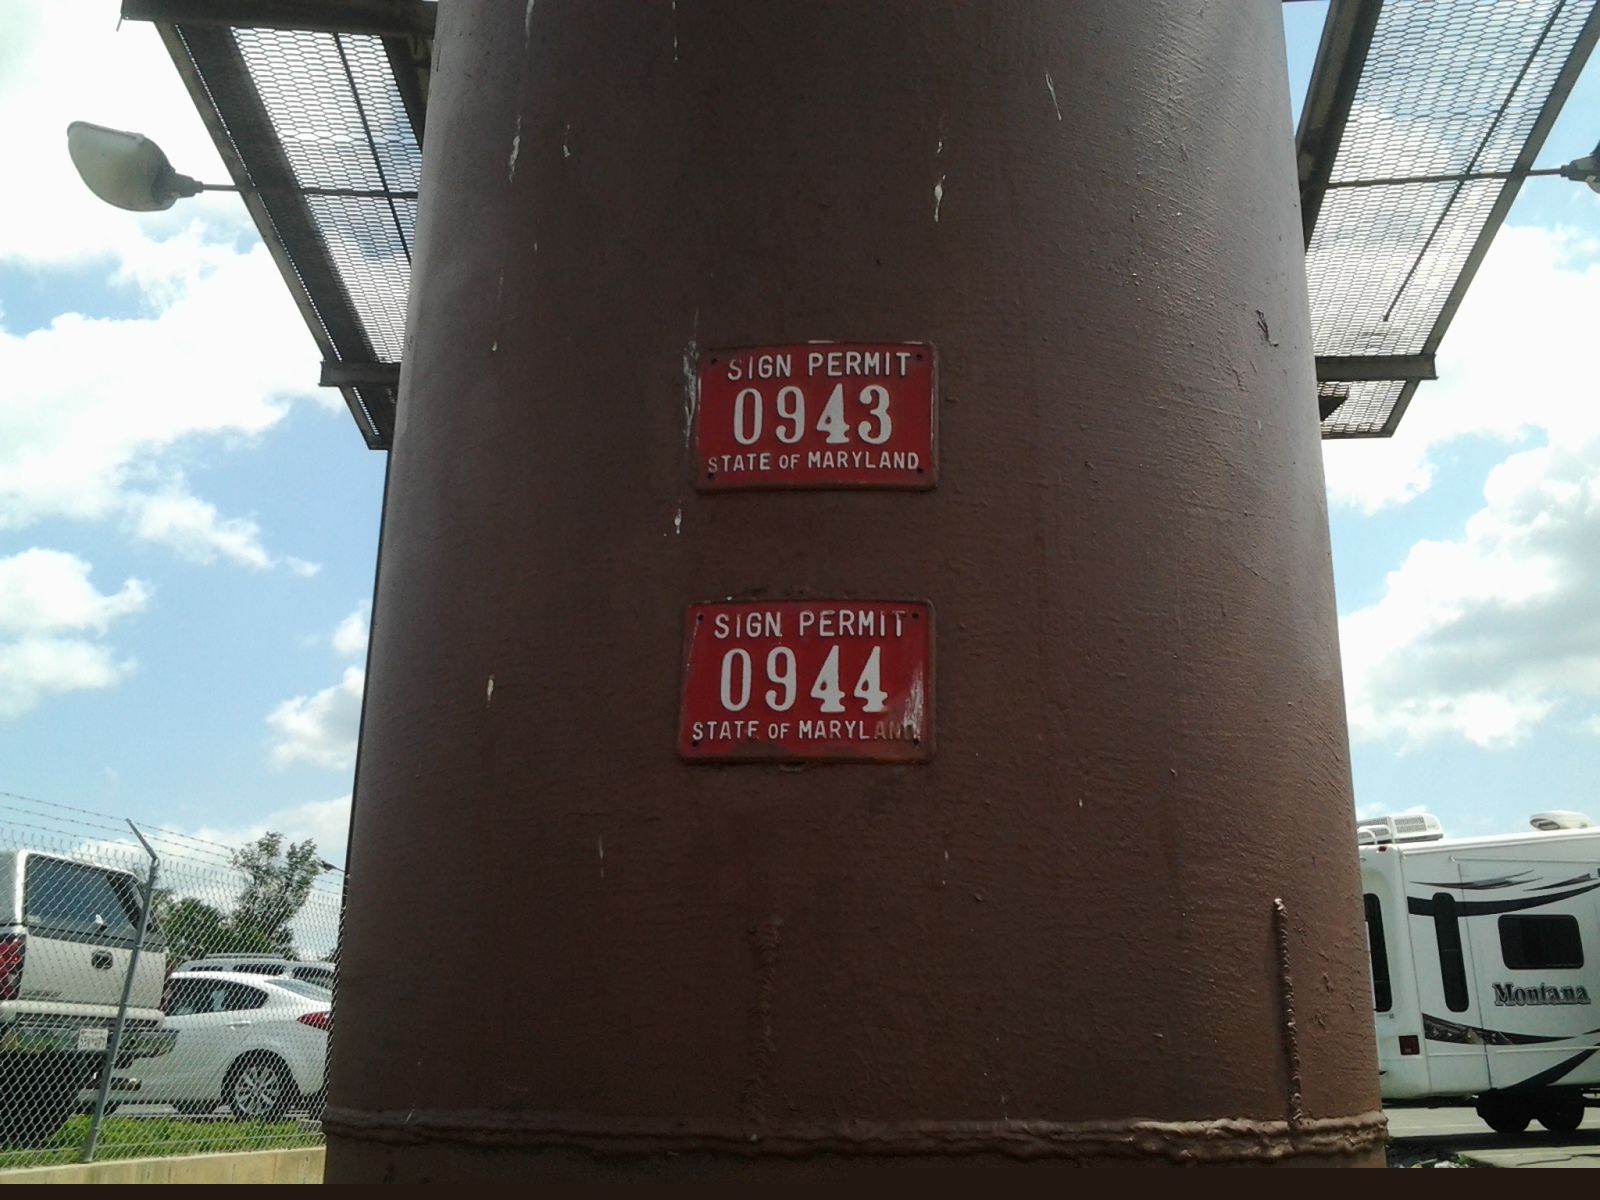 SIGN PERMIT
0943
STATE OF MARYLAND
SIGN PERMIT
0944
STATE OF MARYLAND
Montana